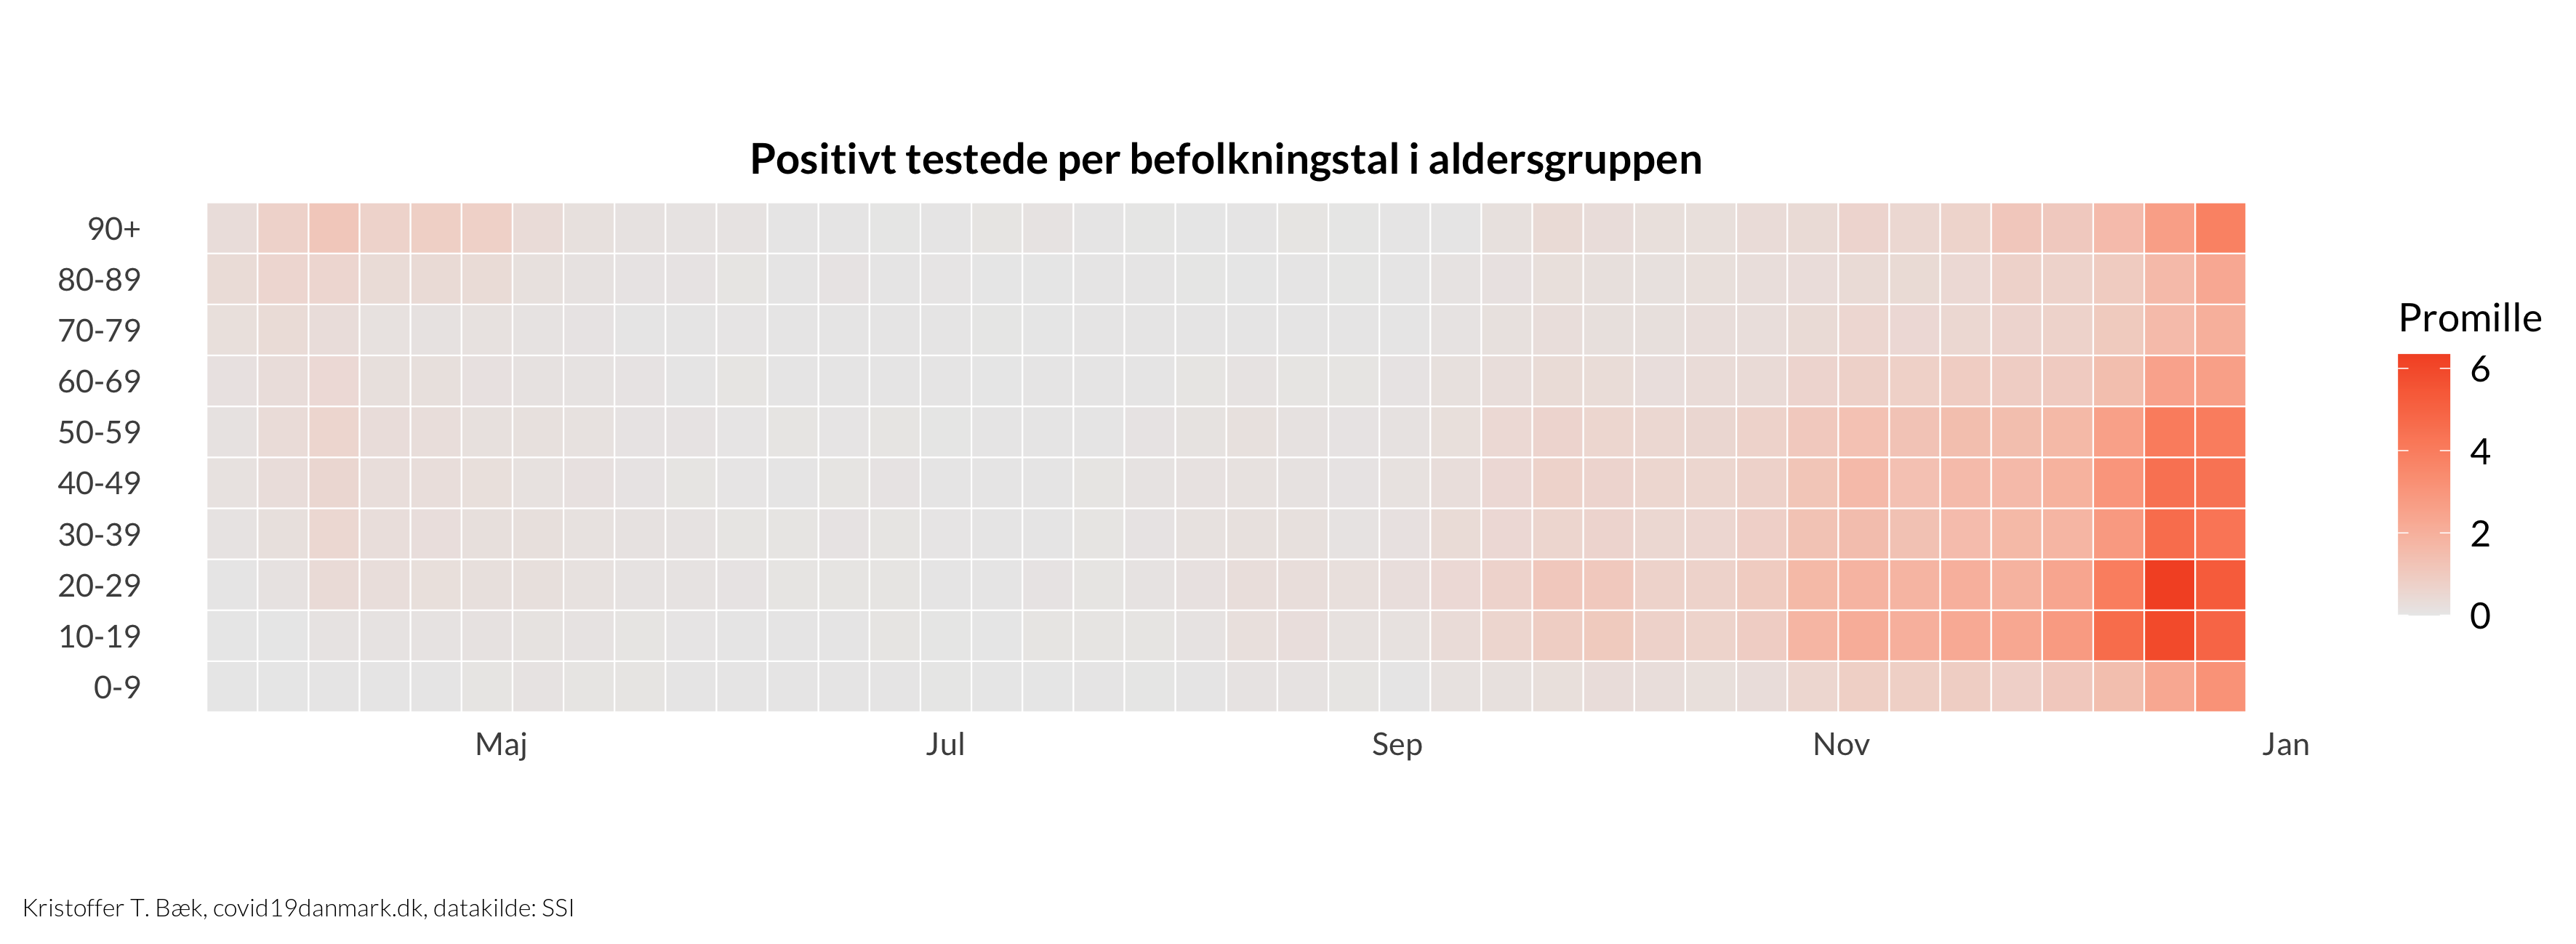 Positivt testede per befolkningstal i aldersgruppen
90+
80-89
70-79
60-69
50-59
40-49
30-39
20-29
10-19
0-9
Maj
Jul
Sep
Nov
Jan
Promille
6
4
2
0
Kristoffer T. Bæk, covid19danmark.dk, datakilde: SSI